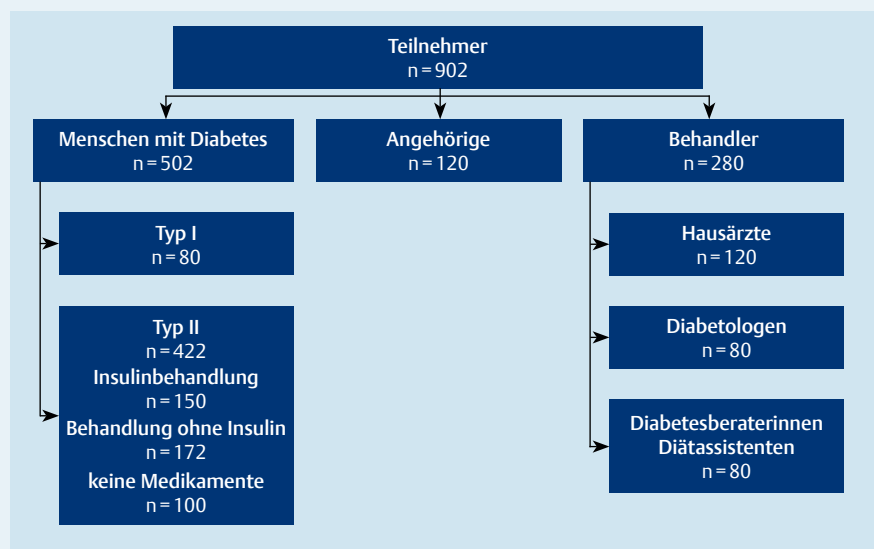 Teilnehmer
n = 902
Menschen mit Diabetes
n = 502
Angehörige
n = 120
Behandler
n = 280
Typ I
n = 80
Typ II
n = 422
Insulinbehandlung
n = 150
Behandlung ohne Insulin
n = 172
keine Medikamente
n = 100
Hausärzte
n = 120
Diabetologen
n = 80
Diabetesberaterinnen
Diätassistenten
n = 80